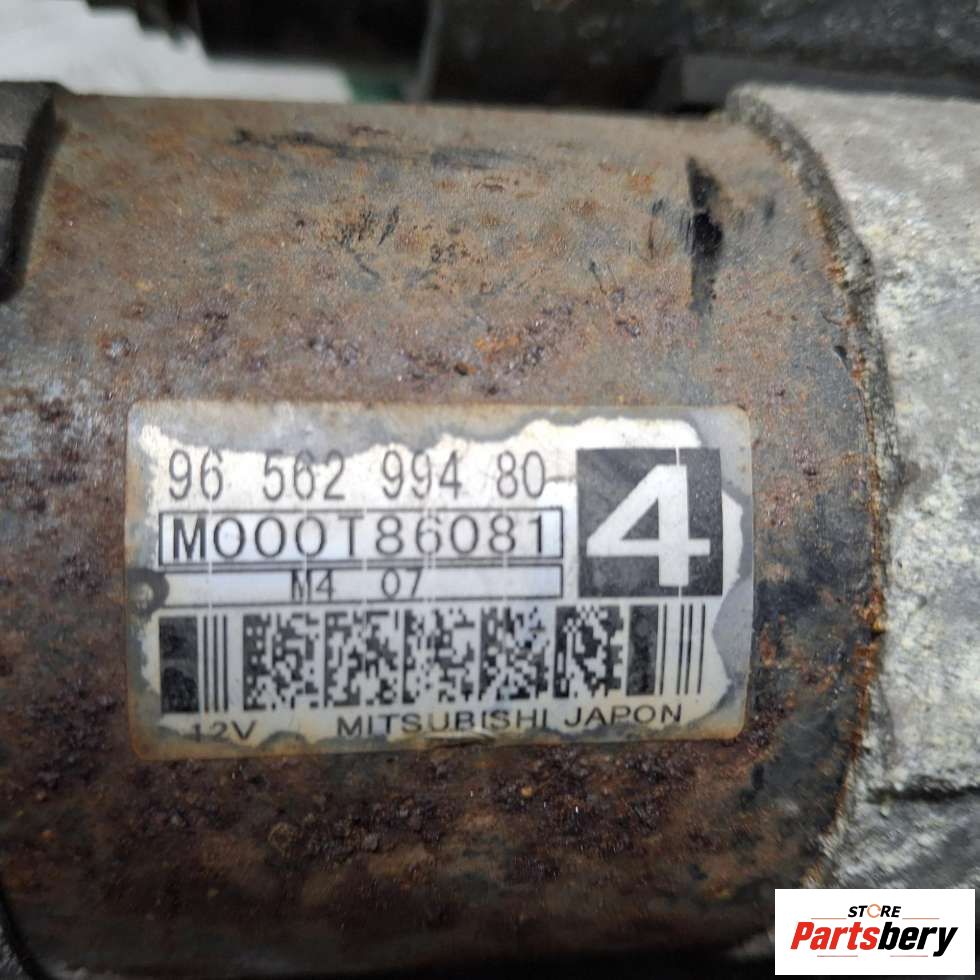 96 562 994 80
M000T86081
4
M4 07
12V MITSUBISHI JAPON
STORE
Partsbery